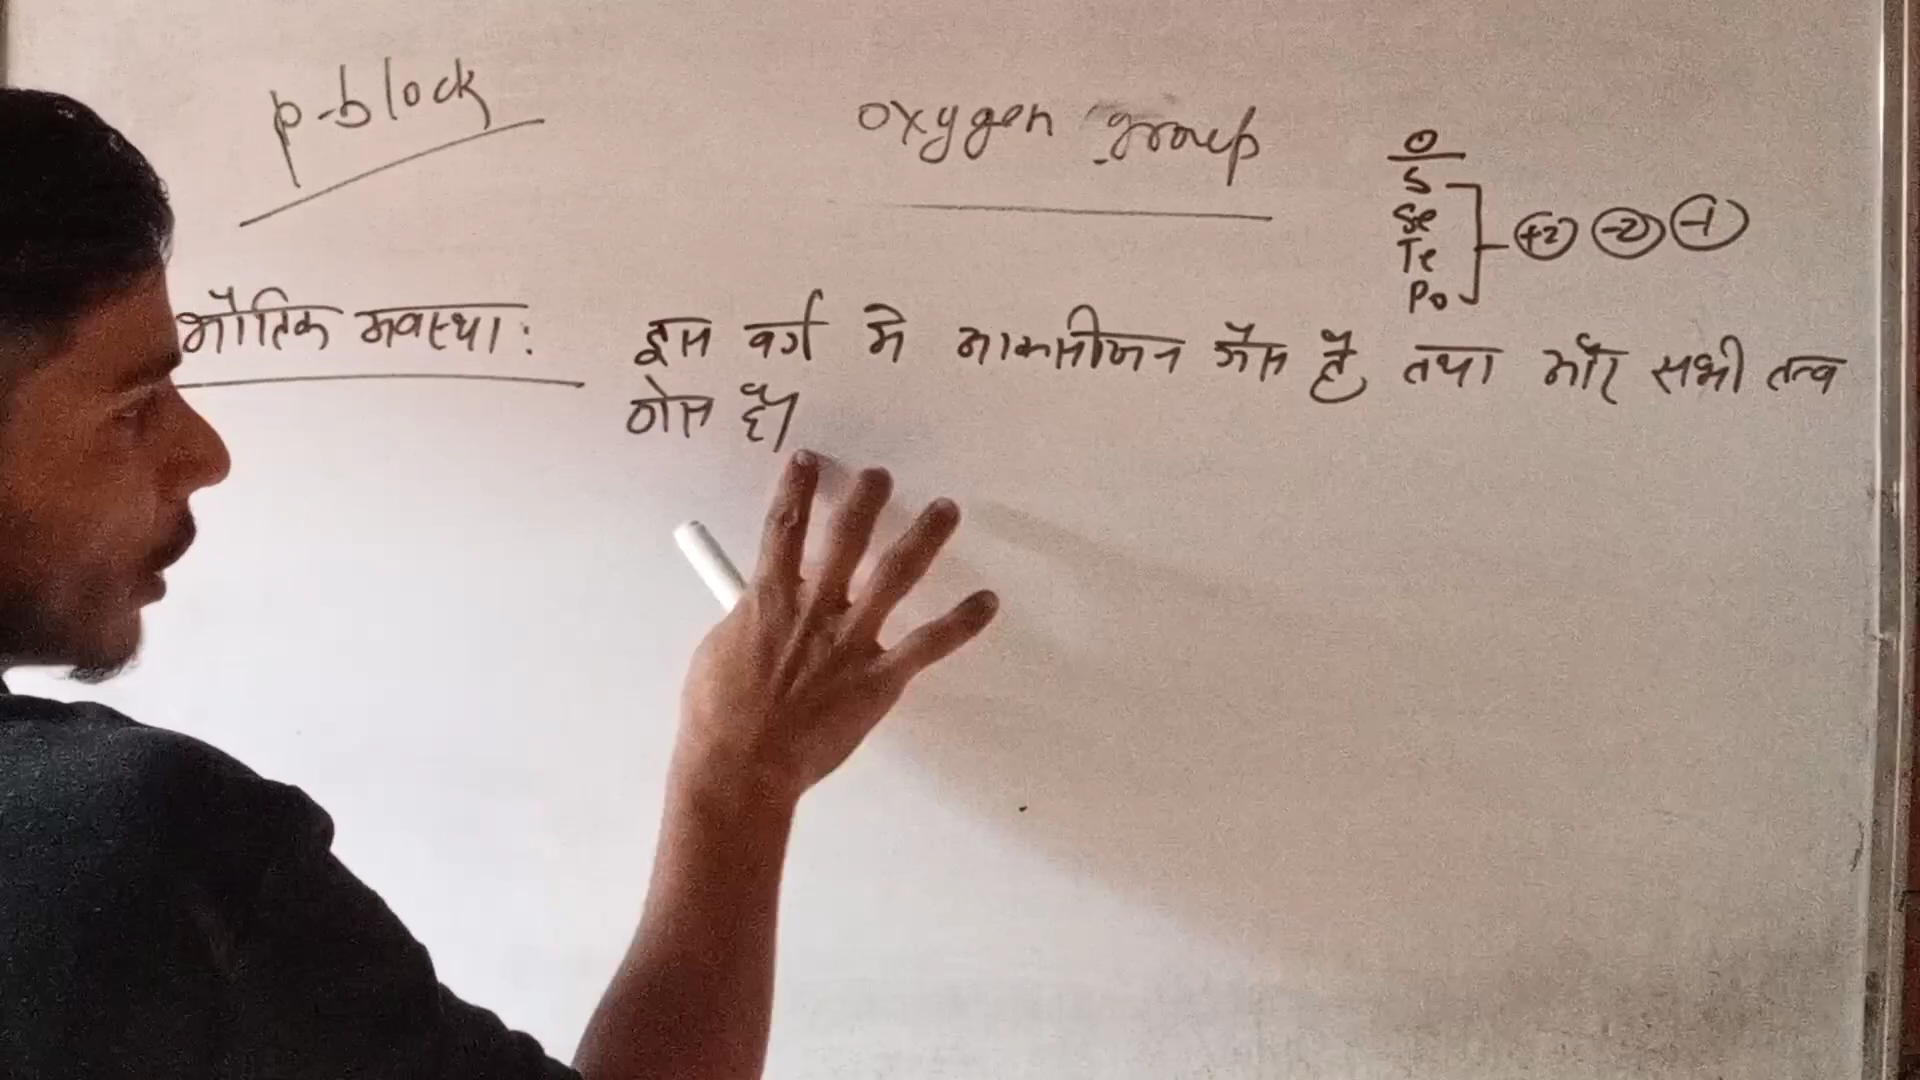 p-block
oxygen group
O
S
Se
Te
Po
+2 -2 -1
भौतिक अवस्था :
इस वर्ग मे आक्सीजन गैस है, तथा और सभी तत्व
ठोस है।